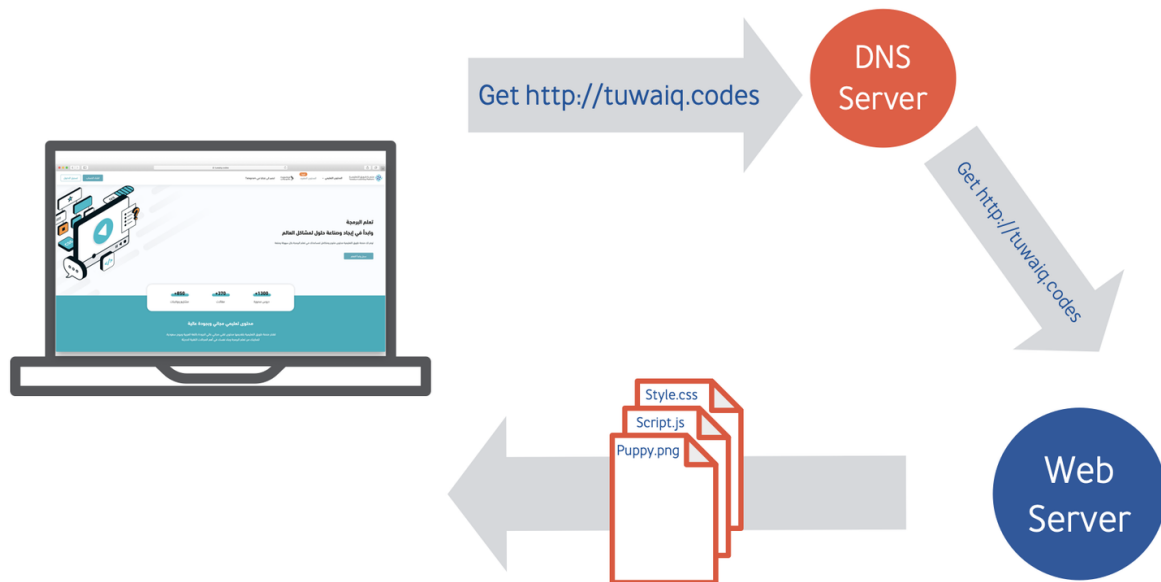 Get http://tuwaiq.codes
DNS
Server
Get http://tuwaiq.codes
تعلم البرمجة
وابدأ في إيجاد وصناعة حلول لمشاكل العالم
محتوى تعليمي مجاني وبجودة عالية
Style.css
Script.js
Puppy.png
Web
Server